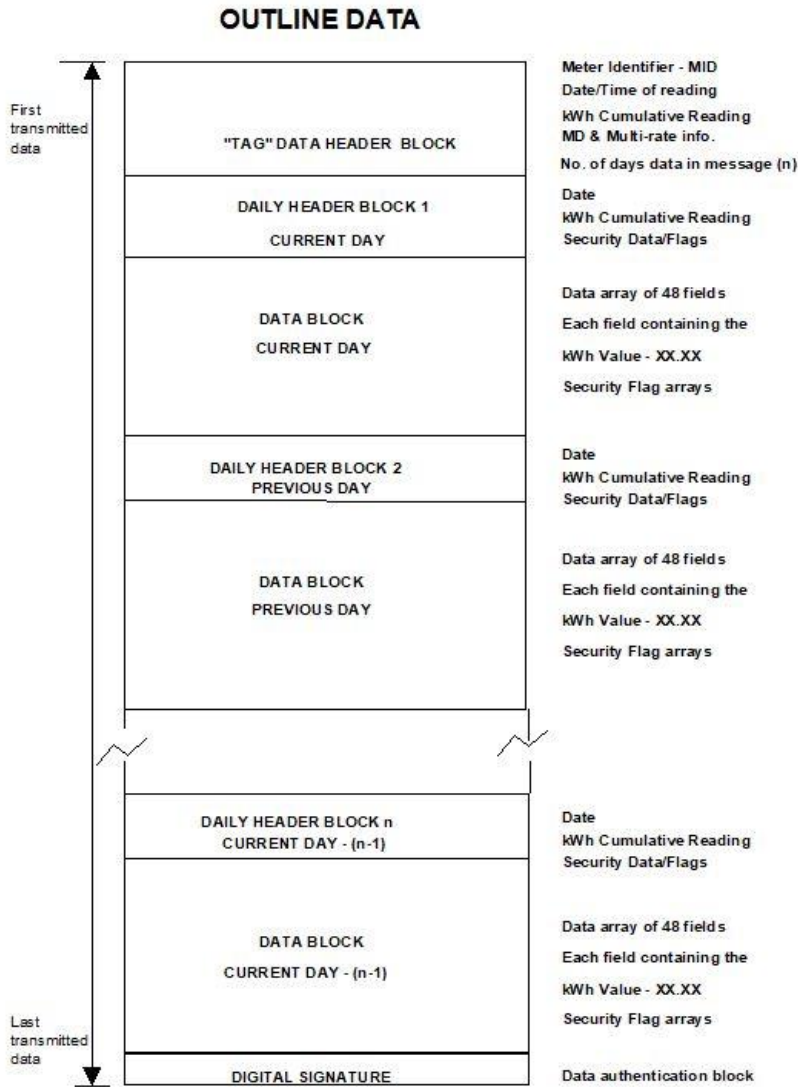 OUTLINE DATA
First
transmitted
data
"TAG" DATA HEADER BLOCK
Meter Identifier - MID
Date/Time of reading
kWh Cumulative Reading
MD & Multi-rate info.
No. of days data in message (n)
DAILY HEADER BLOCK 1
CURRENT DAY
Date
kWh Cumulative Reading
Security Data/Flags
DATA BLOCK
CURRENT DAY
Data array of 48 fields
Each field containing the
kWh Value - XX.XX
Security Flag arrays
DAILY HEADER BLOCK 2
PREVIOUS DAY
Date
kWh Cumulative Reading
Security Data/Flags
DATA BLOCK
PREVIOUS DAY
Data array of 48 fields
Each field containing the
kWh Value - XX.XX
Security Flag arrays
DAILY HEADER BLOCK n
CURRENT DAY - (n-1)
Date
kWh Cumulative Reading
Security Data/Flags
DATA BLOCK
CURRENT DAY - (n-1)
Data array of 48 fields
Each field containing the
kWh Value - XX.XX
Security Flag arrays
Last
transmitted
data
DIGITAL SIGNATURE
Data authentication block